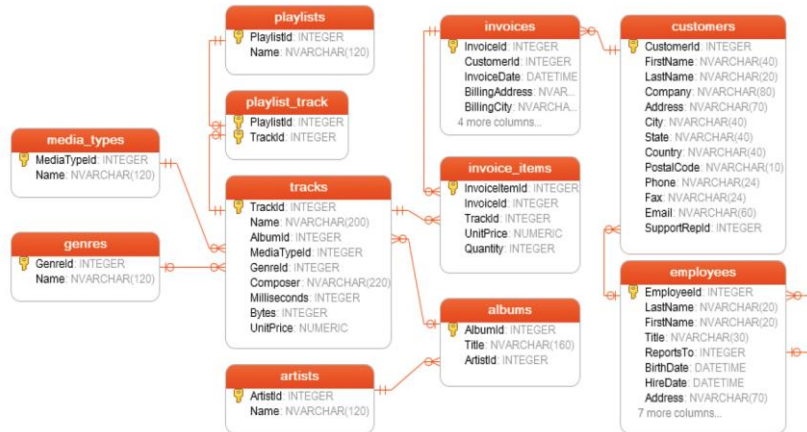 playlists
PlaylistId: INTEGER
Name: NVARCHAR(120)
playlist_track
PlaylistId: INTEGER
TrackId: INTEGER
media_types
MediaTypeId: INTEGER
Name: NVARCHAR(120)
genres
GenreId: INTEGER
Name: NVARCHAR(120)
tracks
TrackId: INTEGER
Name: NVARCHAR(200)
AlbumId: INTEGER
MediaTypeId: INTEGER
GenreId: INTEGER
Composer: NVARCHAR(220)
Milliseconds: INTEGER
Bytes: INTEGER
UnitPrice: NUMERIC
artists
ArtistId: INTEGER
Name: NVARCHAR(120)
invoices
InvoiceId: INTEGER
CustomerId: INTEGER
InvoiceDate: DATETIME
BillingAddress: NVAR...
BillingCity: NVARCHA...
4 more columns...
invoice_items
InvoiceItemId: INTEGER
InvoiceId: INTEGER
TrackId: INTEGER
UnitPrice: NUMERIC
Quantity: INTEGER
albums
AlbumId: INTEGER
Title: NVARCHAR(160)
ArtistId: INTEGER
customers
CustomerId: INTEGER
FirstName: NVARCHAR(40)
LastName: NVARCHAR(20)
Company: NVARCHAR(80)
Address: NVARCHAR(70)
City: NVARCHAR(40)
State: NVARCHAR(40)
Country: NVARCHAR(40)
PostalCode: NVARCHAR(10)
Phone: NVARCHAR(24)
Fax: NVARCHAR(24)
Email: NVARCHAR(60)
SupportRepId: INTEGER
employees
EmployeeId: INTEGER
LastName: NVARCHAR(20)
FirstName: NVARCHAR(20)
Title: NVARCHAR(30)
ReportsTo: INTEGER
BirthDate: DATETIME
HireDate: DATETIME
Address: NVARCHAR(70)
7 more columns...